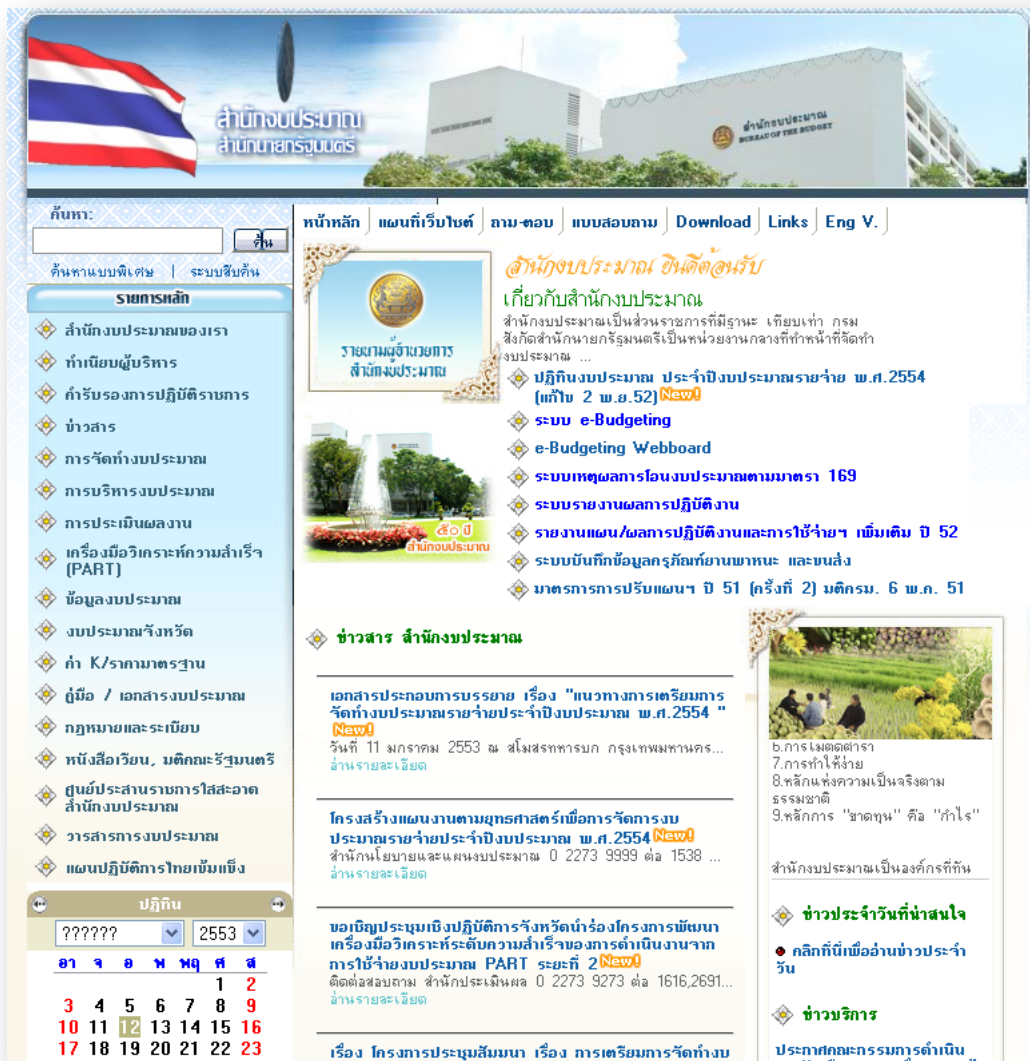 สำนักงบประมาณ
สำนักนายกรัฐมนตรี
สำนักงบประมาณ
BUREAU OF THE BUDGET
ค้นหา:
ค้น
ค้นหาแบบพิเศษ | ระบบสืบค้น
รายการหลัก
สำนักงบประมาณของเรา
ทำเนียบผู้บริหาร
คำรับรองการปฏิบัติราชการ
ข่าวสาร
การจัดทำงบประมาณ
การบริหารงบประมาณ
การประเมินผลงาน
เครื่องมือวิเคราะห์ความสำเร็จ
(PART)
ข้อมูลงบประมาณ
งบประมาณจังหวัด
ค่า K/ราคามาตรฐาน
คู่มือ / เอกสารงบประมาณ
กฎหมายและระเบียบ
หนังสือเวียน, มติคณะรัฐมนตรี
ศูนย์ประสานราชการใสสะอาด
สำนักงบประมาณ
วารสารการงบประมาณ
แผนปฏิบัติการไทยเข้มแข็ง
ปฏิทิน
?????? 2553
อา จ อ พ พฤ ศ ส
1 2
3 4 5 6 7 8 9
10 11 12 13 14 15 16
17 18 19 20 21 22 23
หน้าหลัก แผนที่เว็บไซต์ ถาม-ตอบ แบบสอบถาม Download Links Eng V.
รายนามผู้อำนวยการ
สำนักงบประมาณ
๕๐ ปี
สำนักงบประมาณ
สำนักงบประมาณ ยินดีต้อนรับ
เกี่ยวกับสำนักงบประมาณ
สำนักงบประมาณเป็นส่วนราชการที่มีฐานะ เทียบเท่า กรม
สังกัดสำนักนายกรัฐมนตรีเป็นหน่วยงานกลางที่ทำหน้าที่จัดทำ
งบประมาณ ...
ปฏิทินงบประมาณ ประจำปีงบประมาณรายจ่าย พ.ศ.2554
(แก้ไข 2 พ.ย.52) New!
ระบบ e-Budgeting
e-Budgeting Webboard
ระบบเหตุผลการโอนงบประมาณตามมาตรา 169
ระบบรายงานผลการปฏิบัติงาน
รายงานแผน/ผลการปฏิบัติงานและการใช้จ่ายฯ เพิ่มเติม ปี 52
ระบบบันทึกข้อมูลครุภัณฑ์ยานพาหนะ และขนส่ง
มาตรการการปรับแผนฯ ปี 51 (ครั้งที่ 2) มติครม. 6 พ.ค. 51
ข่าวสาร สำนักงบประมาณ
เอกสารประกอบการบรรยาย เรื่อง "แนวทางการเตรียมการ
จัดทำงบประมาณรายจ่ายประจำปีงบประมาณ พ.ศ.2554 "
New!
วันที่ 11 มกราคม 2553 ณ สโมสรทหารบก กรุงเทพมหานคร...
อ่านรายละเอียด
โครงสร้างแผนงานตามยุทธศาสตร์เพื่อการจัดการงบ
ประมาณรายจ่ายประจำปีงบประมาณ พ.ศ.2554 New!
สำนักนโยบายและแผนงบประมาณ 0 2273 9999 ต่อ 1538 ...
อ่านรายละเอียด
ขอเชิญประชุมเชิงปฏิบัติการจังหวัดนำร่องโครงการพัฒนา
เครื่องมือวิเคราะห์ระดับความสำเร็จของการดำเนินงานจาก
การใช้จ่ายงบประมาณ PART ระยะที่ 2 New!
ติดต่อสอบถาม สำนักประเมินผล 0 2273 9273 ต่อ 1616,2691...
อ่านรายละเอียด
เรื่อง โครงการประชุมสัมมนา เรื่อง การเตรียมการจัดทำงบ
6.การไม่ติดตำรา
7.การทำให้ง่าย
8.หลักแห่งความเป็นจริงตาม
ธรรมชาติ
9.หลักการ "ขาดทุน" คือ "กำไร"
สำนักงบประมาณเป็นองค์กรที่ทัน
ข่าวประจำวันที่น่าสนใจ
คลิกที่นี่เพื่ออ่านข่าวประจำ
วัน
ข่าวบริการ
ประกาศคณะกรรมการดำเนิน